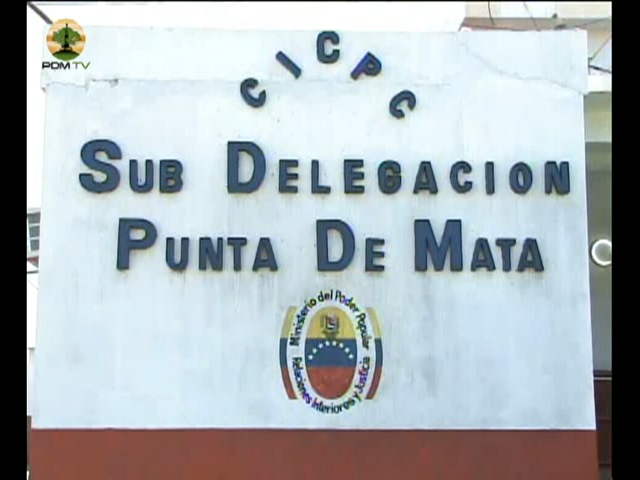 PDM TV
CICPC
SUB DELEGACION
PUNTA DE MATA
Ministerio del Poder Popular
Relaciones Interiores y Justicia